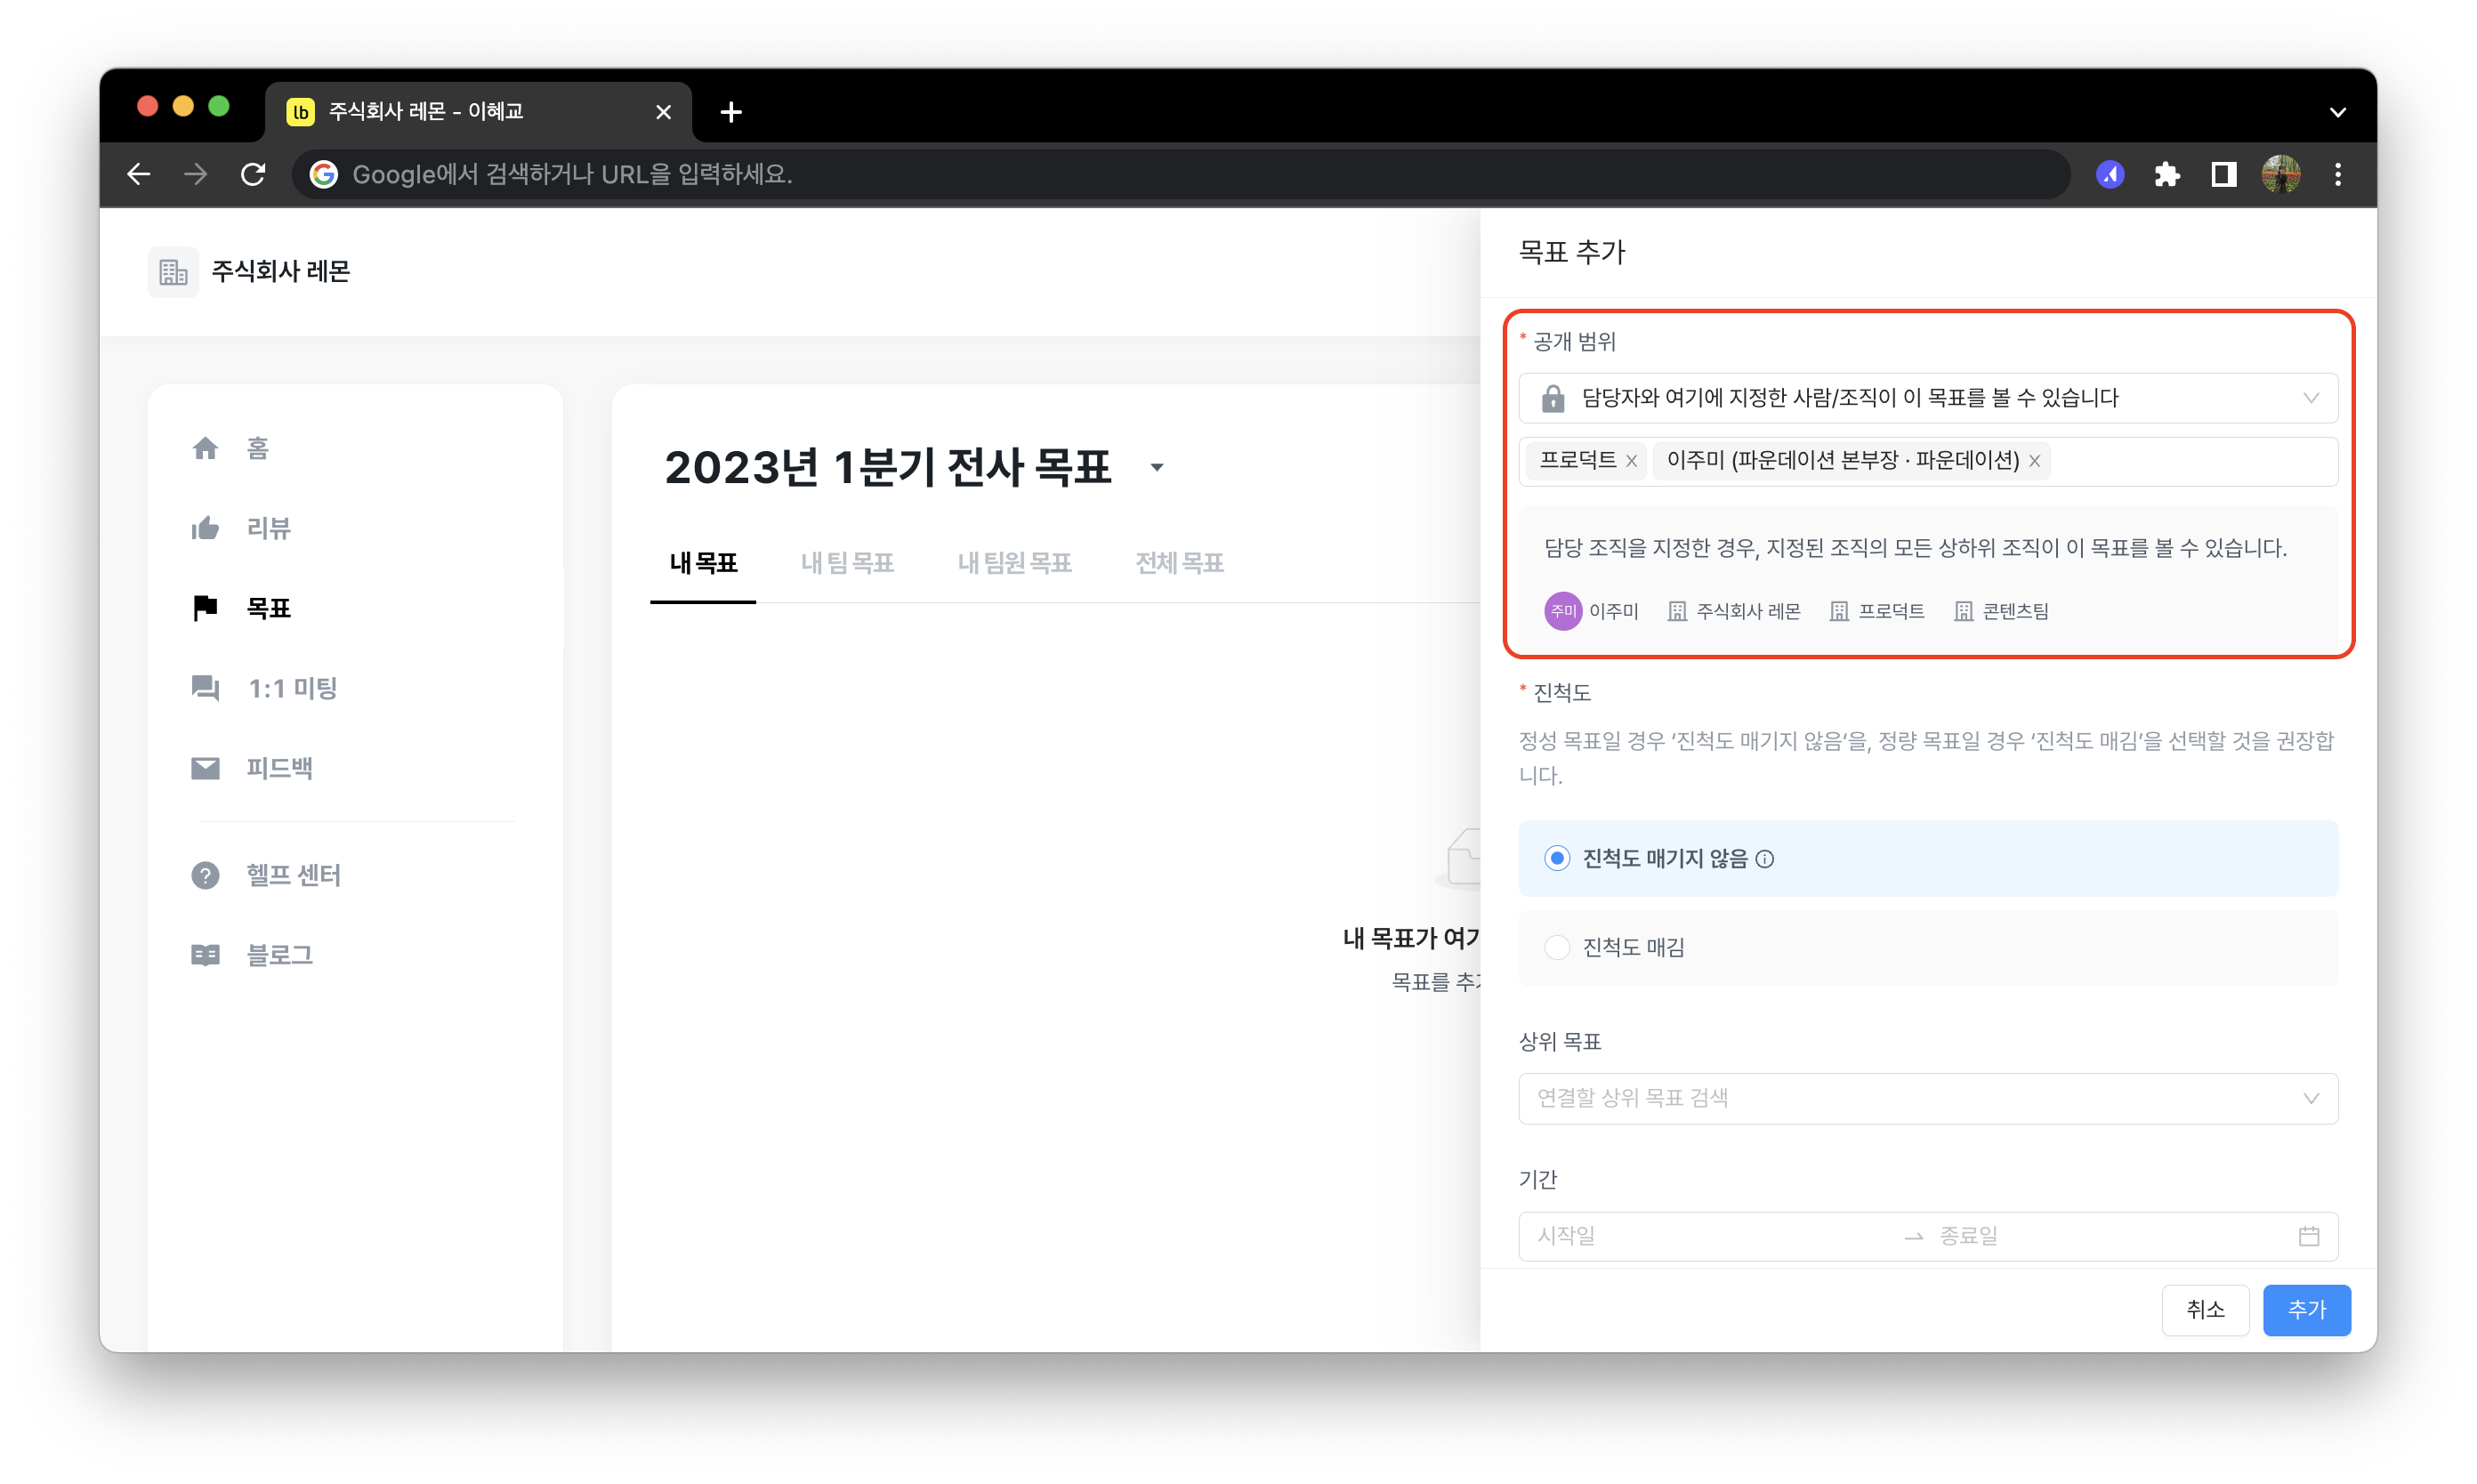 lb 주식회사 레몬 - 이혜교
Google에서 검색하거나 URL을 입력하세요.
주식회사 레몬
홈
리뷰
목표
1:1 미팅
피드백
헬프 센터
블로그
2023년 1분기 전사 목표
내 목표 내 팀 목표 내 팀원 목표 전체 목표
내 목표가 여기
목표를 추가
목표 추가
* 공개 범위
담당자와 여기에 지정한 사람/조직이 이 목표를 볼 수 있습니다
프로덕트 × 이주미 (파운데이션 본부장 · 파운데이션) ×
담당 조직을 지정한 경우, 지정된 조직의 모든 상하위 조직이 이 목표를 볼 수 있습니다.
주미 이주미 주식회사 레몬 프로덕트 콘텐츠팀
* 진척도
정성 목표일 경우 ‘진척도 매기지 않음‘을, 정량 목표일 경우 ‘진척도 매김’을 선택할 것을 권장합
니다.
진척도 매기지 않음
진척도 매김
상위 목표
연결할 상위 목표 검색
기간
시작일 → 종료일
취소 추가